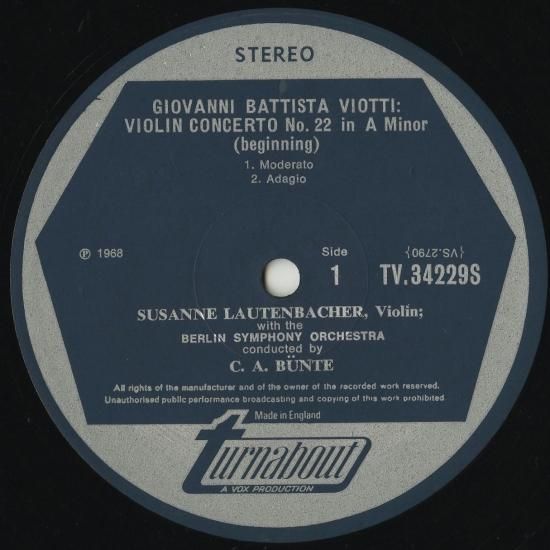 STEREO
GIOVANNI BATTISTA VIOTTI:
VIOLIN CONCERTO No. 22 in A Minor
(beginning)
1. Moderato
2. Adagio
℗ 1968
Side
1
{VS.2790}
TV.34229S
SUSANNE LAUTENBACHER, Violin;
with the
BERLIN SYMPHONY ORCHESTRA
conducted by
C. A. BÜNTE
All rights of the manufacturer and of the owner of the recorded work reserved.
Unauthorised public performance broadcasting and copying of this work prohibited
Made in England
turnabout
A VOX PRODUCTION